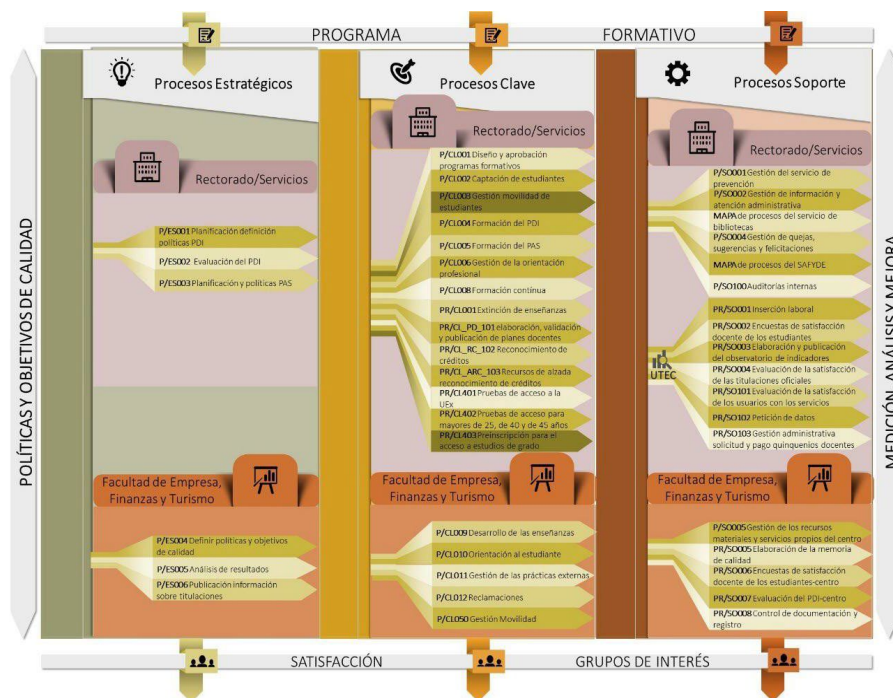 PROGRAMA
FORMATIVO
POLÍTICAS Y OBJETIVOS DE CALIDAD
Procesos Estratégicos
Rectorado/Servicios
P/ES001 Planificación definición
políticas PDI
P/ES002 Evaluación del PDI
P/ES003 Planificación y políticas PAS
Facultad de Empresa,
Finanzas y Turismo
P/ES004 Definir políticas y objetivos
de calidad
P/ES005 Análisis de resultados
P/ES006 Publicación información
sobre titulaciones
Procesos Clave
Rectorado/Servicios
P/CL001 Diseño y aprobación
programas formativos
P/CL002 Captación de estudiantes
P/CL003 Gestión movilidad de
estudiantes
P/CL004 Formación del PDI
P/CL005 Formación del PAS
P/CL006 Gestión de la orientación
profesional
P/CL008 Formación contínua
PR/CL001 Extinción de enseñanzas
PR/CL_PD_101 elaboración, validación
y publicación de planes docentes
PR/CL_RC_102 Reconocimiento de
créditos
PR/CL_ARC_103 Recursos de alzada
reconocimiento de créditos
PR/CL401 Pruebas de acceso a la
UEx
PR/CL402 Pruebas de acceso para
mayores de 25, de 40 y de 45 años
PR/CL403 Preinscripción para el
acceso a estudios de grado
Facultad de Empresa,
Finanzas y Turismo
P/CL009 Desarrollo de las enseñanzas
P/CL010 Orientación al estudiante
P/CL011 Gestión de las prácticas externas
P/CL012 Reclamaciones
P/CL050 Gestión Movilidad
Procesos Soporte
Rectorado/Servicios
P/SO001 Gestión del servicio de
prevención
P/SO002 Gestión de información y
atención administrativa
MAPA de procesos del servicio de
bibliotecas
P/SO004 Gestión de quejas,
sugerencias y felicitaciones
MAPA de procesos del SAFYDE
P/SO100 Auditorías internas
UTEC
PR/SO001 Inserción laboral
PR/SO002 Encuestas de satisfacción
docente de los estudiantes
PR/SO003 Elaboración y publicación
del observatorio de indicadores
PR/SO004 Evaluación de la satisfacción
de las titulaciones oficiales
PR/SO101 Evaluación de la satisfacción
de los usuarios con los servicios
PR/SO102 Petición de datos
PR/SO103 Gestión administrativa
solicitud y pago quinquenios docentes
Facultad de Empresa,
Finanzas y Turismo
P/SO005 Gestión de los recursos
materiales y servicios propios del centro
PR/SO005 Elaboración de la memoria
de calidad
PR/SO006 Encuestas de satisfacción
docente de los estudiantes-centro
PR/SO007 Evaluación del PDI-centro
PR/SO008 Control de documentación y
registro
MEDICIÓN, ANÁLISIS Y MEJORA
SATISFACCIÓN
GRUPOS DE INTERÉS